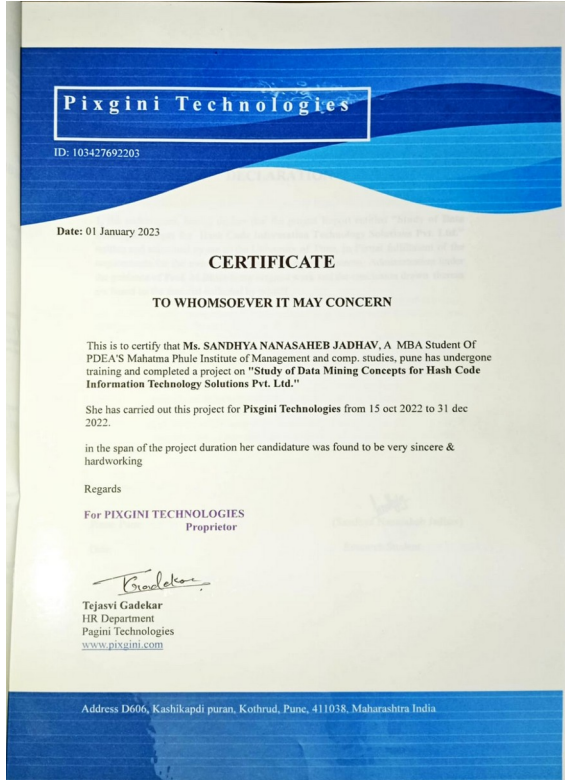 Pixgini Technologies
ID: 103427692203
Date: 01 January 2023
CERTIFICATE
TO WHOMSOEVER IT MAY CONCERN
This is to certify that Ms. SANDHYA NANASAHEB JADHAV, A MBA Student Of
PDEA'S Mahatma Phule Institute of Management and comp. studies, pune has undergone
training and completed a project on "Study of Data Mining Concepts for Hash Code
Information Technology Solutions Pvt. Ltd."
She has carried out this project for Pixgini Technologies from 15 oct 2022 to 31 dec
2022.
in the span of the project duration her candidature was found to be very sincere &
hardworking
Regards
For PIXGINI TECHNOLOGIES
Proprietor
Tejasvi Gadekar
HR Department
Pagini Technologies
www.pixgini.com
Address D606, Kashikapdi puran, Kothrud, Pune, 411038, Maharashtra India